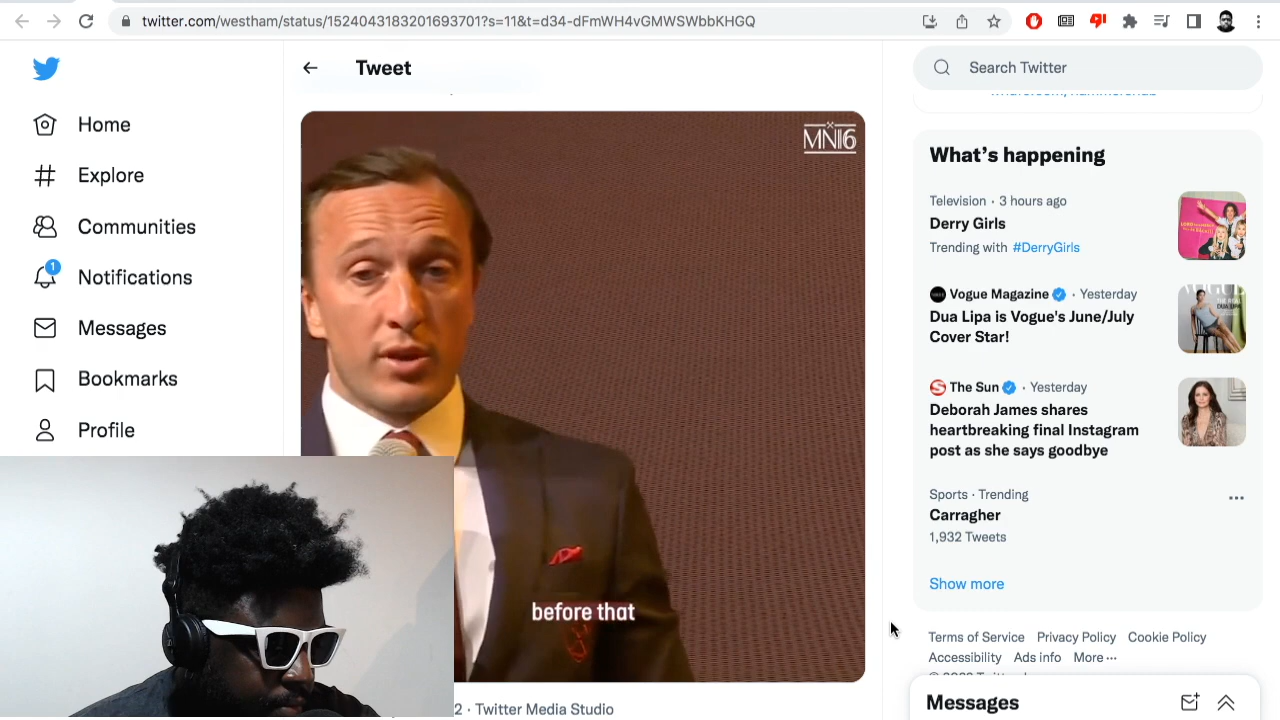 twitter.com/westham/status/1524043183201693701?s=11&t=d34-dFmWH4vGMWSWbbKHGQ
Tweet
Search Twitter
Home
Explore
Communities
1
Notifications
Messages
Bookmarks
Profile
MN16
before that
2 · Twitter Media Studio
What's happening
Television · 3 hours ago
Derry Girls
Trending with #DerryGirls
Vogue Magazine · Yesterday
Dua Lipa is Vogue's June/July
Cover Star!
The Sun · Yesterday
Deborah James shares
heartbreaking final Instagram
post as she says goodbye
Sports · Trending
Carragher
1,932 Tweets
Show more
Terms of Service Privacy Policy Cookie Policy
Accessibility Ads info More ···
Messages